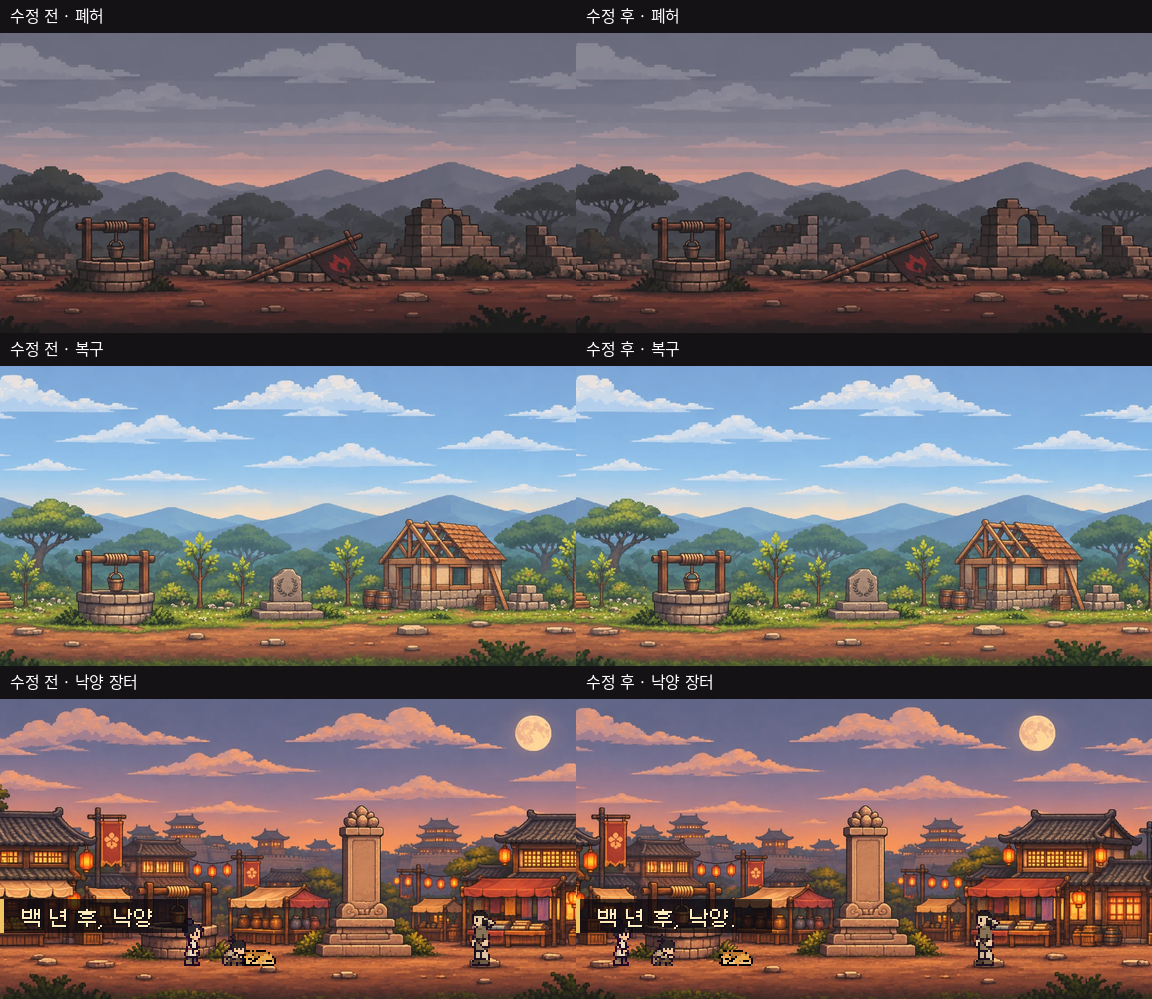 수정 전 · 폐허
수정 후 · 폐허
수정 전 · 복구
수정 후 · 복구
수정 전 · 낙양 장터
수정 후 · 낙양 장터
백 년 후, 낙양
백 년 후, 낙양.